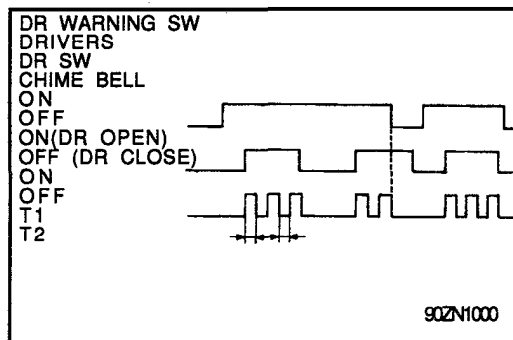 DR WARNING SW
DRIVERS
DR SW
CHIME BELL
ON
OFF
ON(DR OPEN)
OFF (DR CLOSE)
ON
OFF
T1
T2
90ZN1000